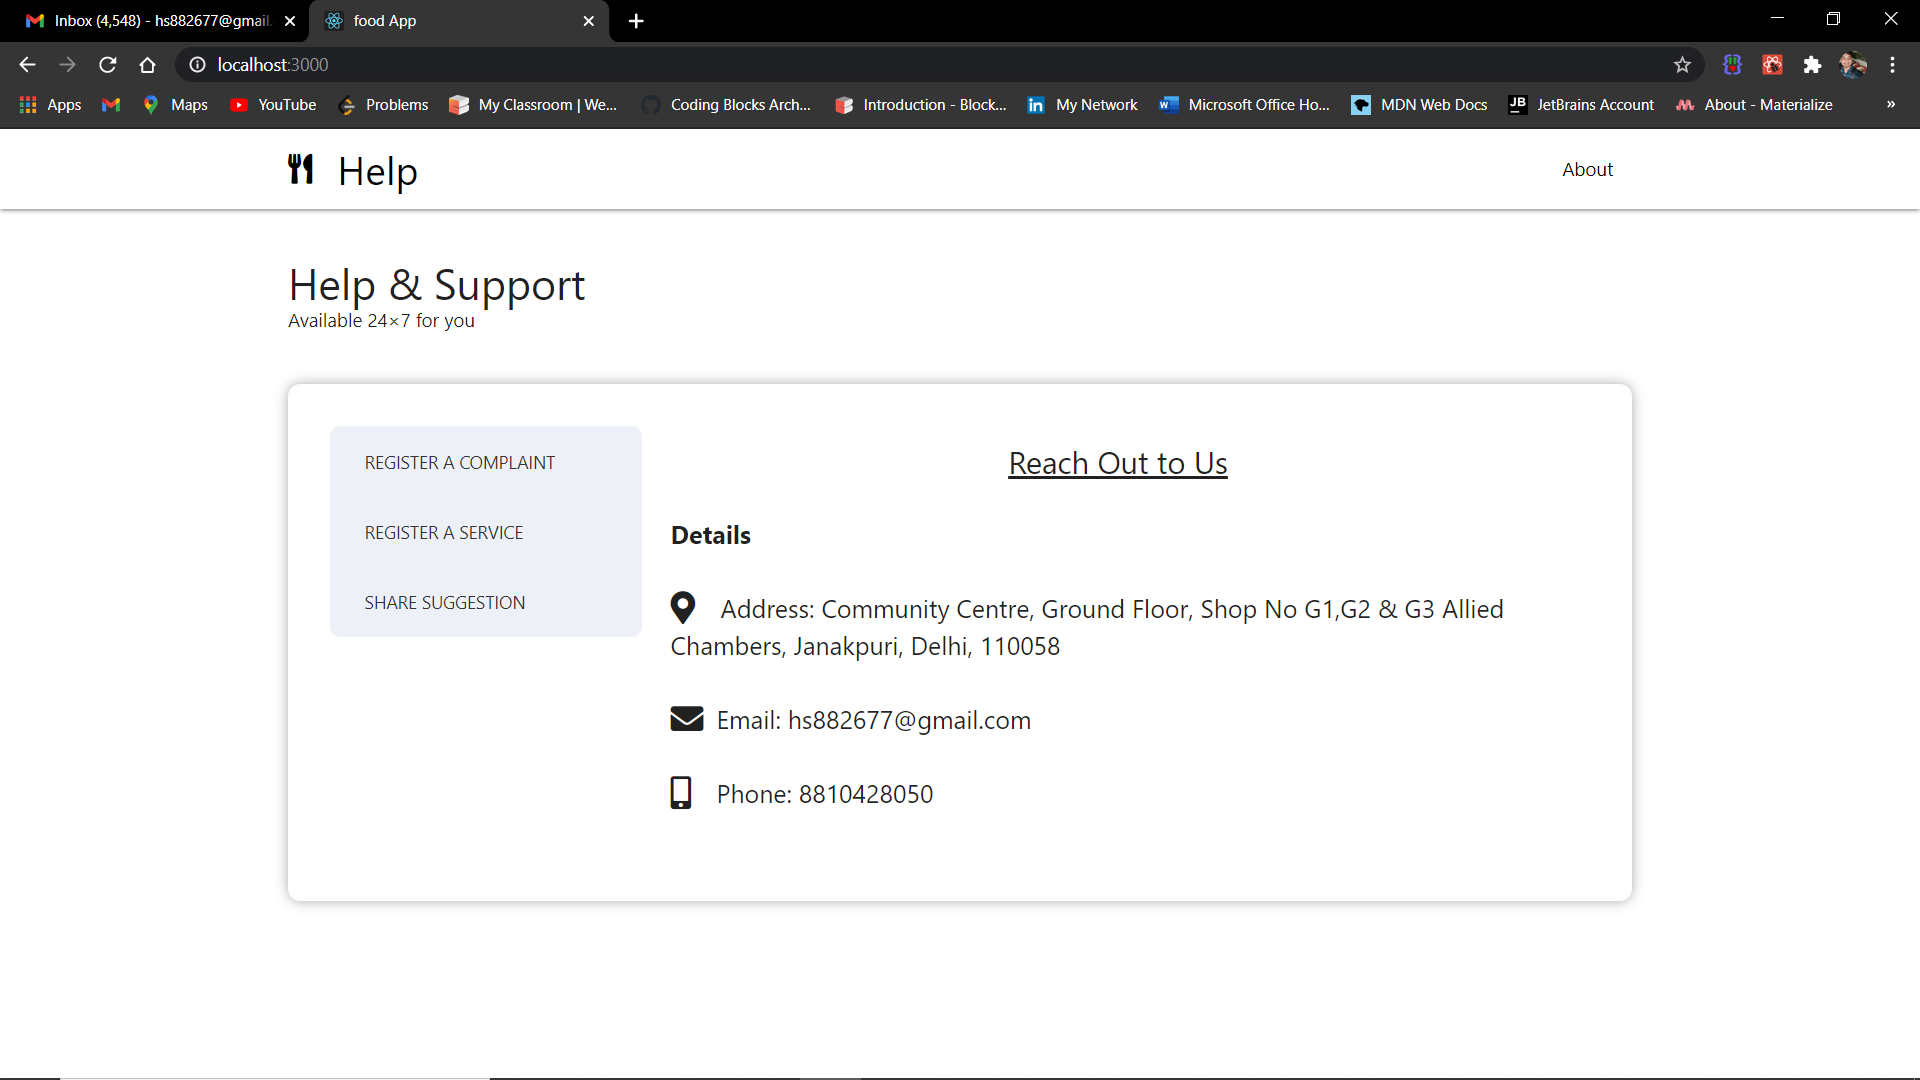 Inbox (4,548) - hs882677@gmail.
food App
localhost:3000
Apps
Maps
YouTube
Problems
My Classroom | We...
Coding Blocks Arch...
Introduction - Block...
My Network
Microsoft Office Ho...
MDN Web Docs
JetBrains Account
About - Materialize
»
Help
About
Help & Support
Available 24×7 for you
REGISTER A COMPLAINT
REGISTER A SERVICE
SHARE SUGGESTION
Reach Out to Us
Details
Address: Community Centre, Ground Floor, Shop No G1,G2 & G3 Allied
Chambers, Janakpuri, Delhi, 110058
Email: hs882677@gmail.com
Phone: 8810428050